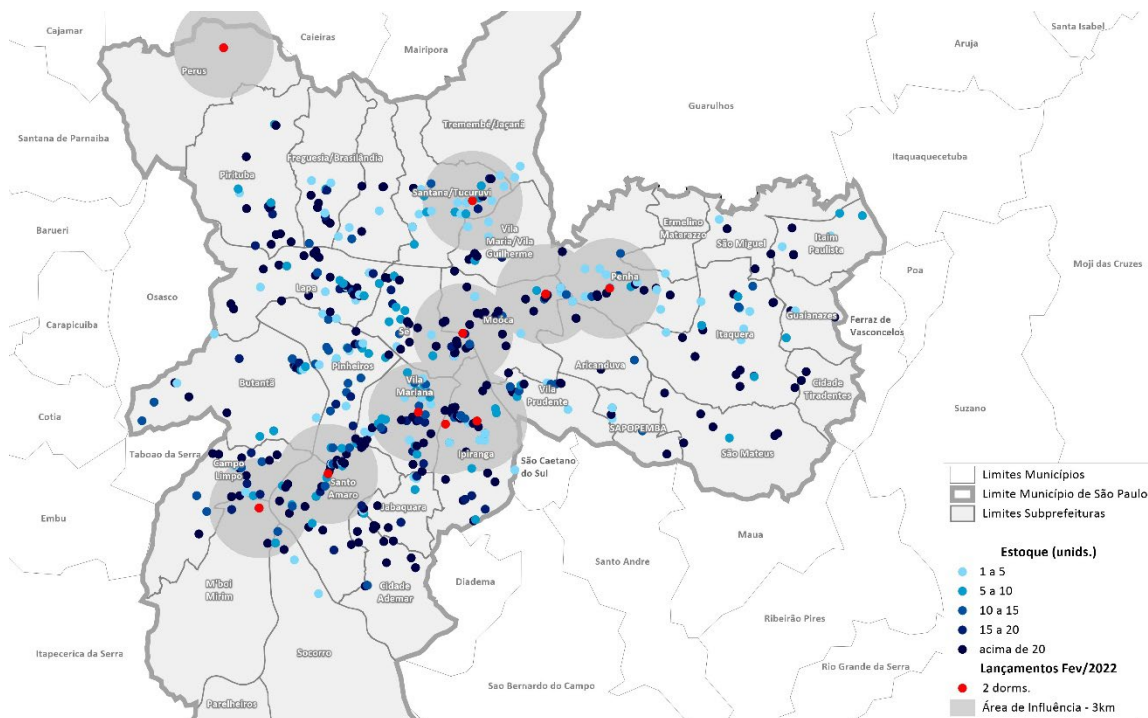 Cajamar
Caieiras
Mairipora
Santa Isabel
Aruja
Perus
Guarulhos
Santana de Parnaiba
Tremembé/Jaçanã
Freguesia/Brasilândia
Itaquaquecetuba
Pirituba
Santana/Tucuruvi
Barueri
Vila
Maria/Vila
Guilherme
Ermelino
Matarazzo
São Miguel
Itaim
Paulista
Poa
Osasco
Lapa
Penha
Moji das Cruzes
Carapicuiba
Sé
Mooca
Itaquera
Guaianazes
Ferraz de
Vasconcelos
Pinheiros
Butantã
Vila
Mariana
Vila
Prudente
Aricanduva
Cidade
Tiradentes
Cotia
SAPOPEMBA
Suzano
Taboao da Serra
Ipiranga
São Caetano
do Sul
São Mateus
Campo
Limpo
Santo
Amaro
Jabaquara
Embu
Maua
Santo Andre
Diadema
M'boi
Mirim
Cidade
Ademar
Ribeirão Pires
Itapecerica da Serra
Socorro
Rio Grande da Serra
Sao Bernardo do Campo
Parelheiros
Limites Municípios
Limite Município de São Paulo
Limites Subprefeituras
Estoque (unids.)
1 a 5
5 a 10
10 a 15
15 a 20
acima de 20
Lançamentos Fev/2022
2 dorms.
Área de Influência - 3km